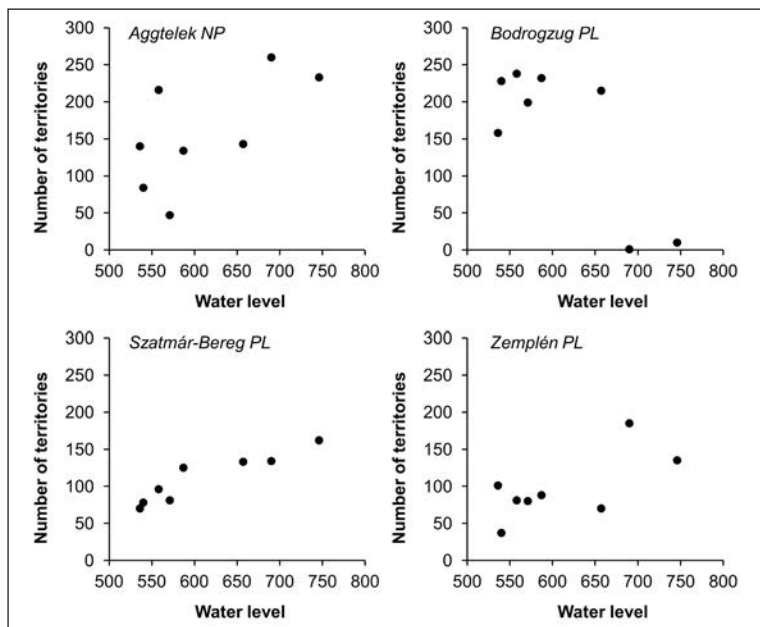 Aggtelek NP
Number of territories
300
250
200
150
100
50
0
500 550 600 650 700 750 800
Water level
Bodrogzug PL
Number of territories
300
250
200
150
100
50
0
500 550 600 650 700 750 800
Water level
Szatmár-Bereg PL
Number of territories
300
250
200
150
100
50
0
500 550 600 650 700 750 800
Water level
Zemplén PL
Number of territories
300
250
200
150
100
50
0
500 550 600 650 700 750 800
Water level